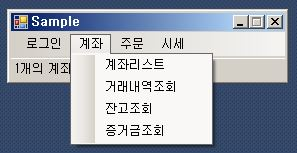 Sample
로그인 계좌 주문 시세
1개의 계좌
계좌리스트
거래내역조회
잔고조회
증거금조회